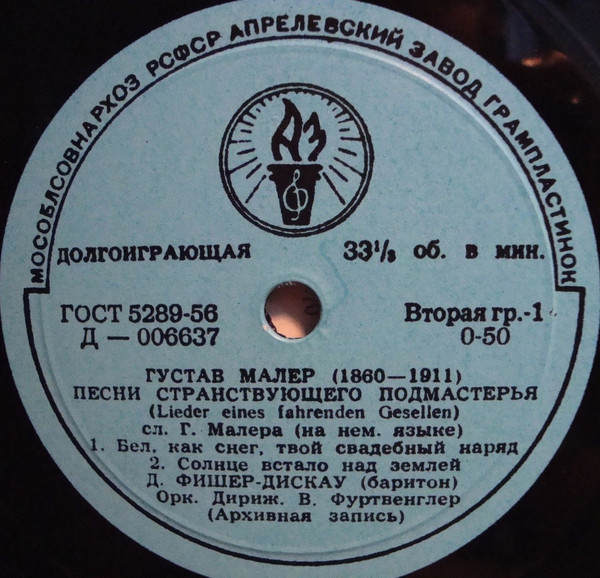 МОСОБЛСОВНАРХОЗ РСФСР АПРЕЛЕВСКИЙ ЗАВОД ГРАМПЛАСТИНОК
АЗ
ДОЛГОИГРАЮЩАЯ 33⅓ об. в мин.
ГОСТ 5289-56 Вторая гр.-1
Д — 006637 0-50
ГУСТАВ МАЛЕР (1860—1911)
ПЕСНИ СТРАНСТВУЮЩЕГО ПОДМАСТЕРЬЯ
(Lieder eines fahrenden Gesellen)
сл. Г. Малера (на нем. языке)
1. Бел, как снег, твой свадебный наряд
2. Солнце встало над землей
Д. ФИШЕР-ДИСКАУ (баритон)
Орк. Дириж. В. Фуртвенглер
(Архивная запись)